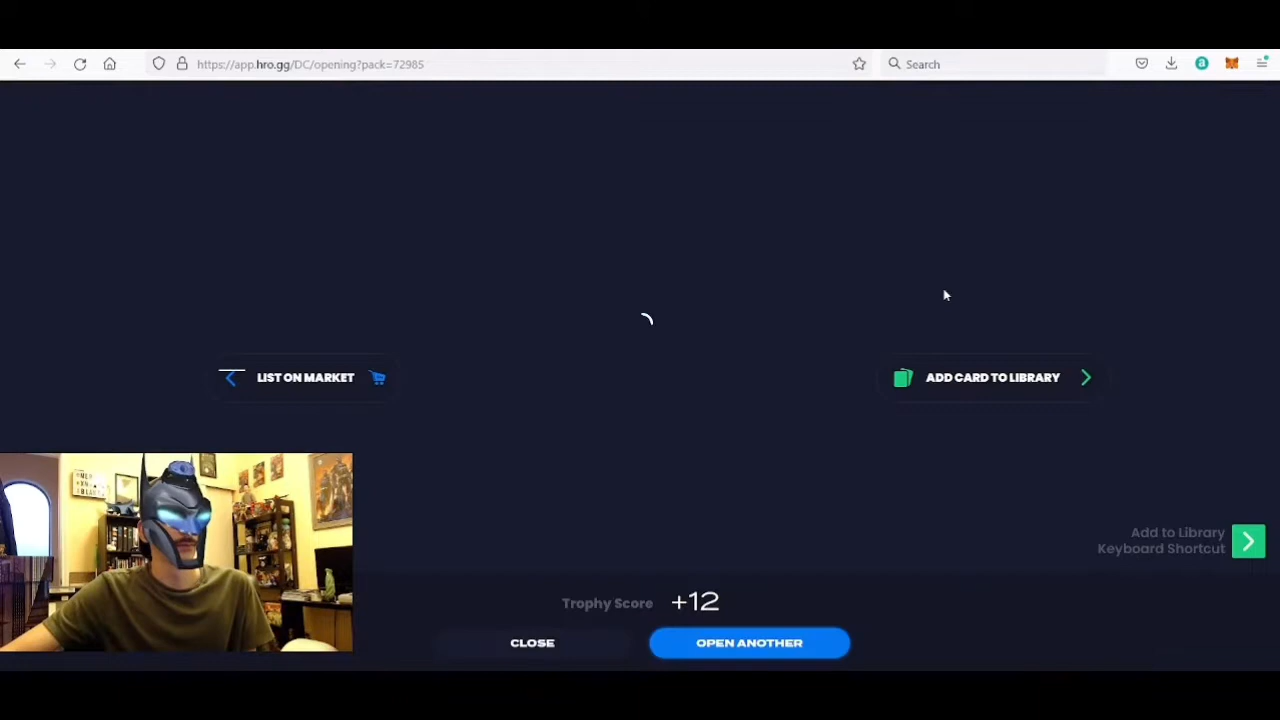 https://app.hro.gg/DC/opening?pack=72985
Search
LIST ON MARKET
ADD CARD TO LIBRARY
Add to Library
Keyboard Shortcut
Trophy Score +12
CLOSE
OPEN ANOTHER